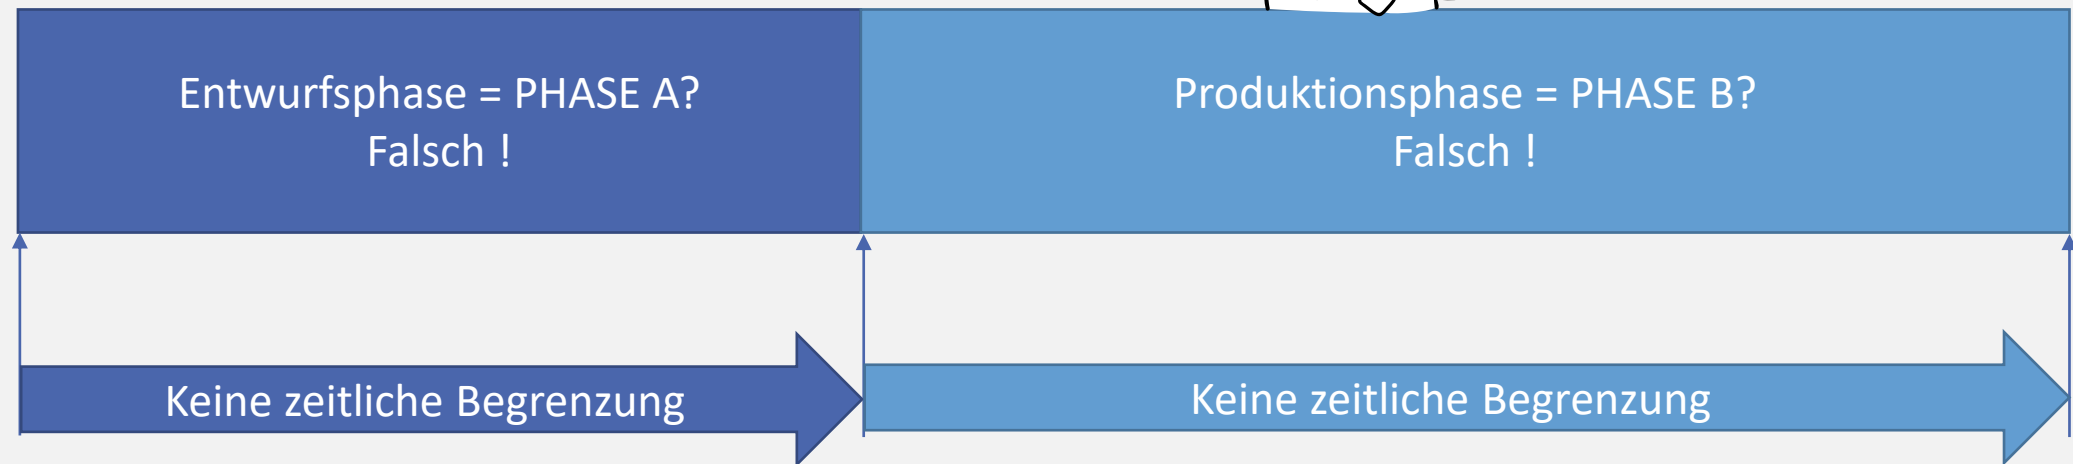 Entwurfsphase = PHASE A?
Falsch !
Produktionsphase = PHASE B?
Falsch !
Keine zeitliche Begrenzung
Keine zeitliche Begrenzung